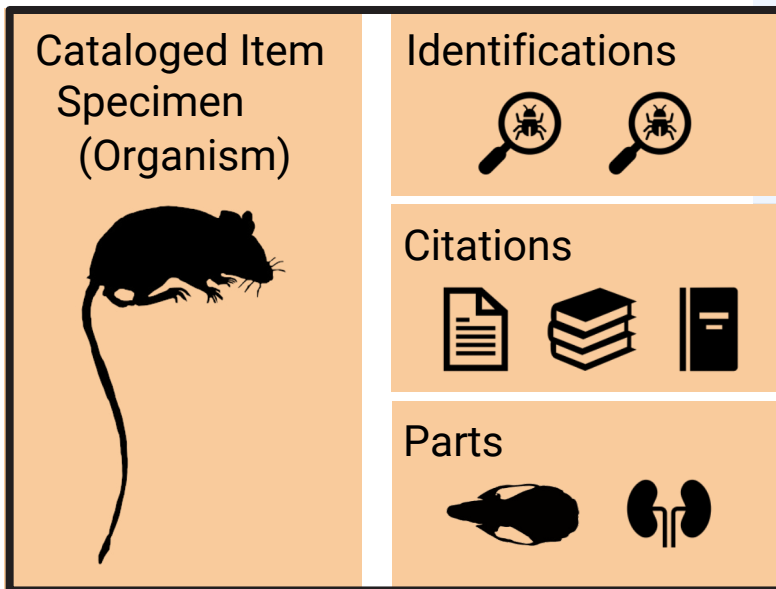 Cataloged Item
Specimen
(Organism)
Identifications
Citations
Parts